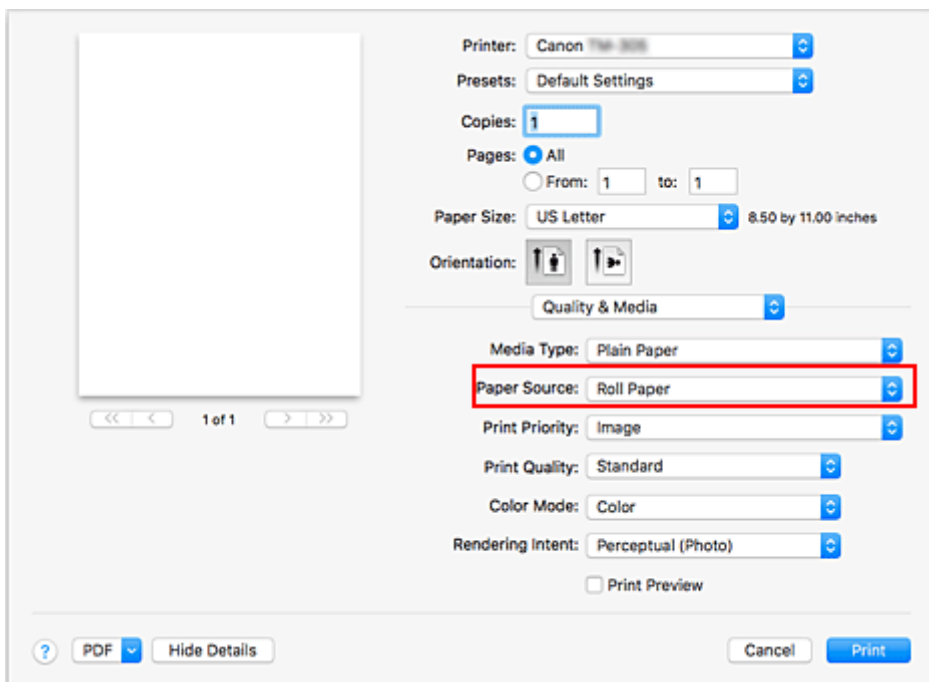 Printer: Canon
Presets: Default Settings
Copies: 1
Pages: All
From: 1 to: 1
Paper Size: US Letter 8.50 by 11.00 inches
Orientation:
Quality & Media
Media Type: Plain Paper
Paper Source: Roll Paper
1 of 1
Print Priority: Image
Print Quality: Standard
Color Mode: Color
Rendering Intent: Perceptual (Photo)
Print Preview
? PDF Hide Details Cancel Print